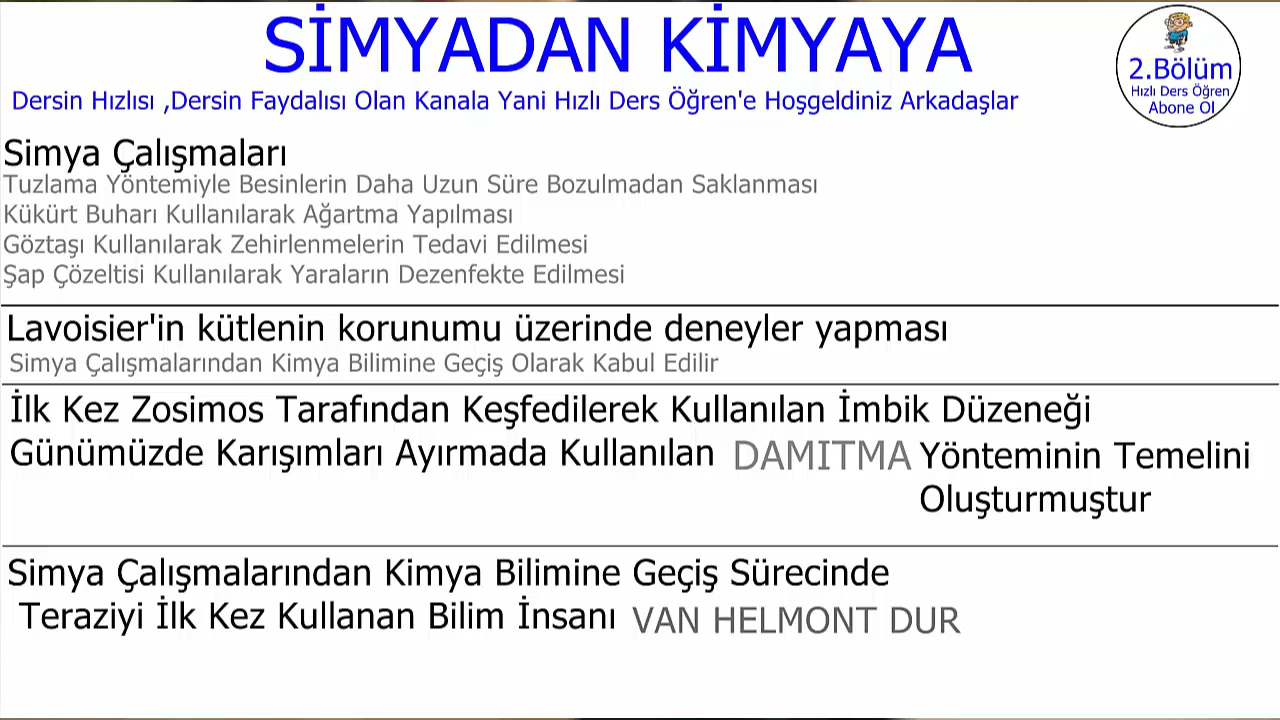 SİMYADAN KİMYAYA
2.Bölüm
Hızlı Ders Öğren
Abone Ol
Dersin Hızlısı ,Dersin Faydalısı Olan Kanala Yani Hızlı Ders Öğren'e Hoşgeldiniz Arkadaşlar
Simya Çalışmaları
Tuzlama Yöntemiyle Besinlerin Daha Uzun Süre Bozulmadan Saklanması
Kükürt Buharı Kullanılarak Ağartma Yapılması
Göztaşı Kullanılarak Zehirlenmelerin Tedavi Edilmesi
Şap Çözeltisi Kullanılarak Yaraların Dezenfekte Edilmesi
Lavoisier'in kütlenin korunumu üzerinde deneyler yapması
Simya Çalışmalarından Kimya Bilimine Geçiş Olarak Kabul Edilir
İlk Kez Zosimos Tarafından Keşfedilerek Kullanılan İmbik Düzeneği
Günümüzde Karışımları Ayırmada Kullanılan DAMITMA Yönteminin Temelini
Oluşturmuştur
Simya Çalışmalarından Kimya Bilimine Geçiş Sürecinde
Teraziyi İlk Kez Kullanan Bilim İnsanı VAN HELMONT DUR